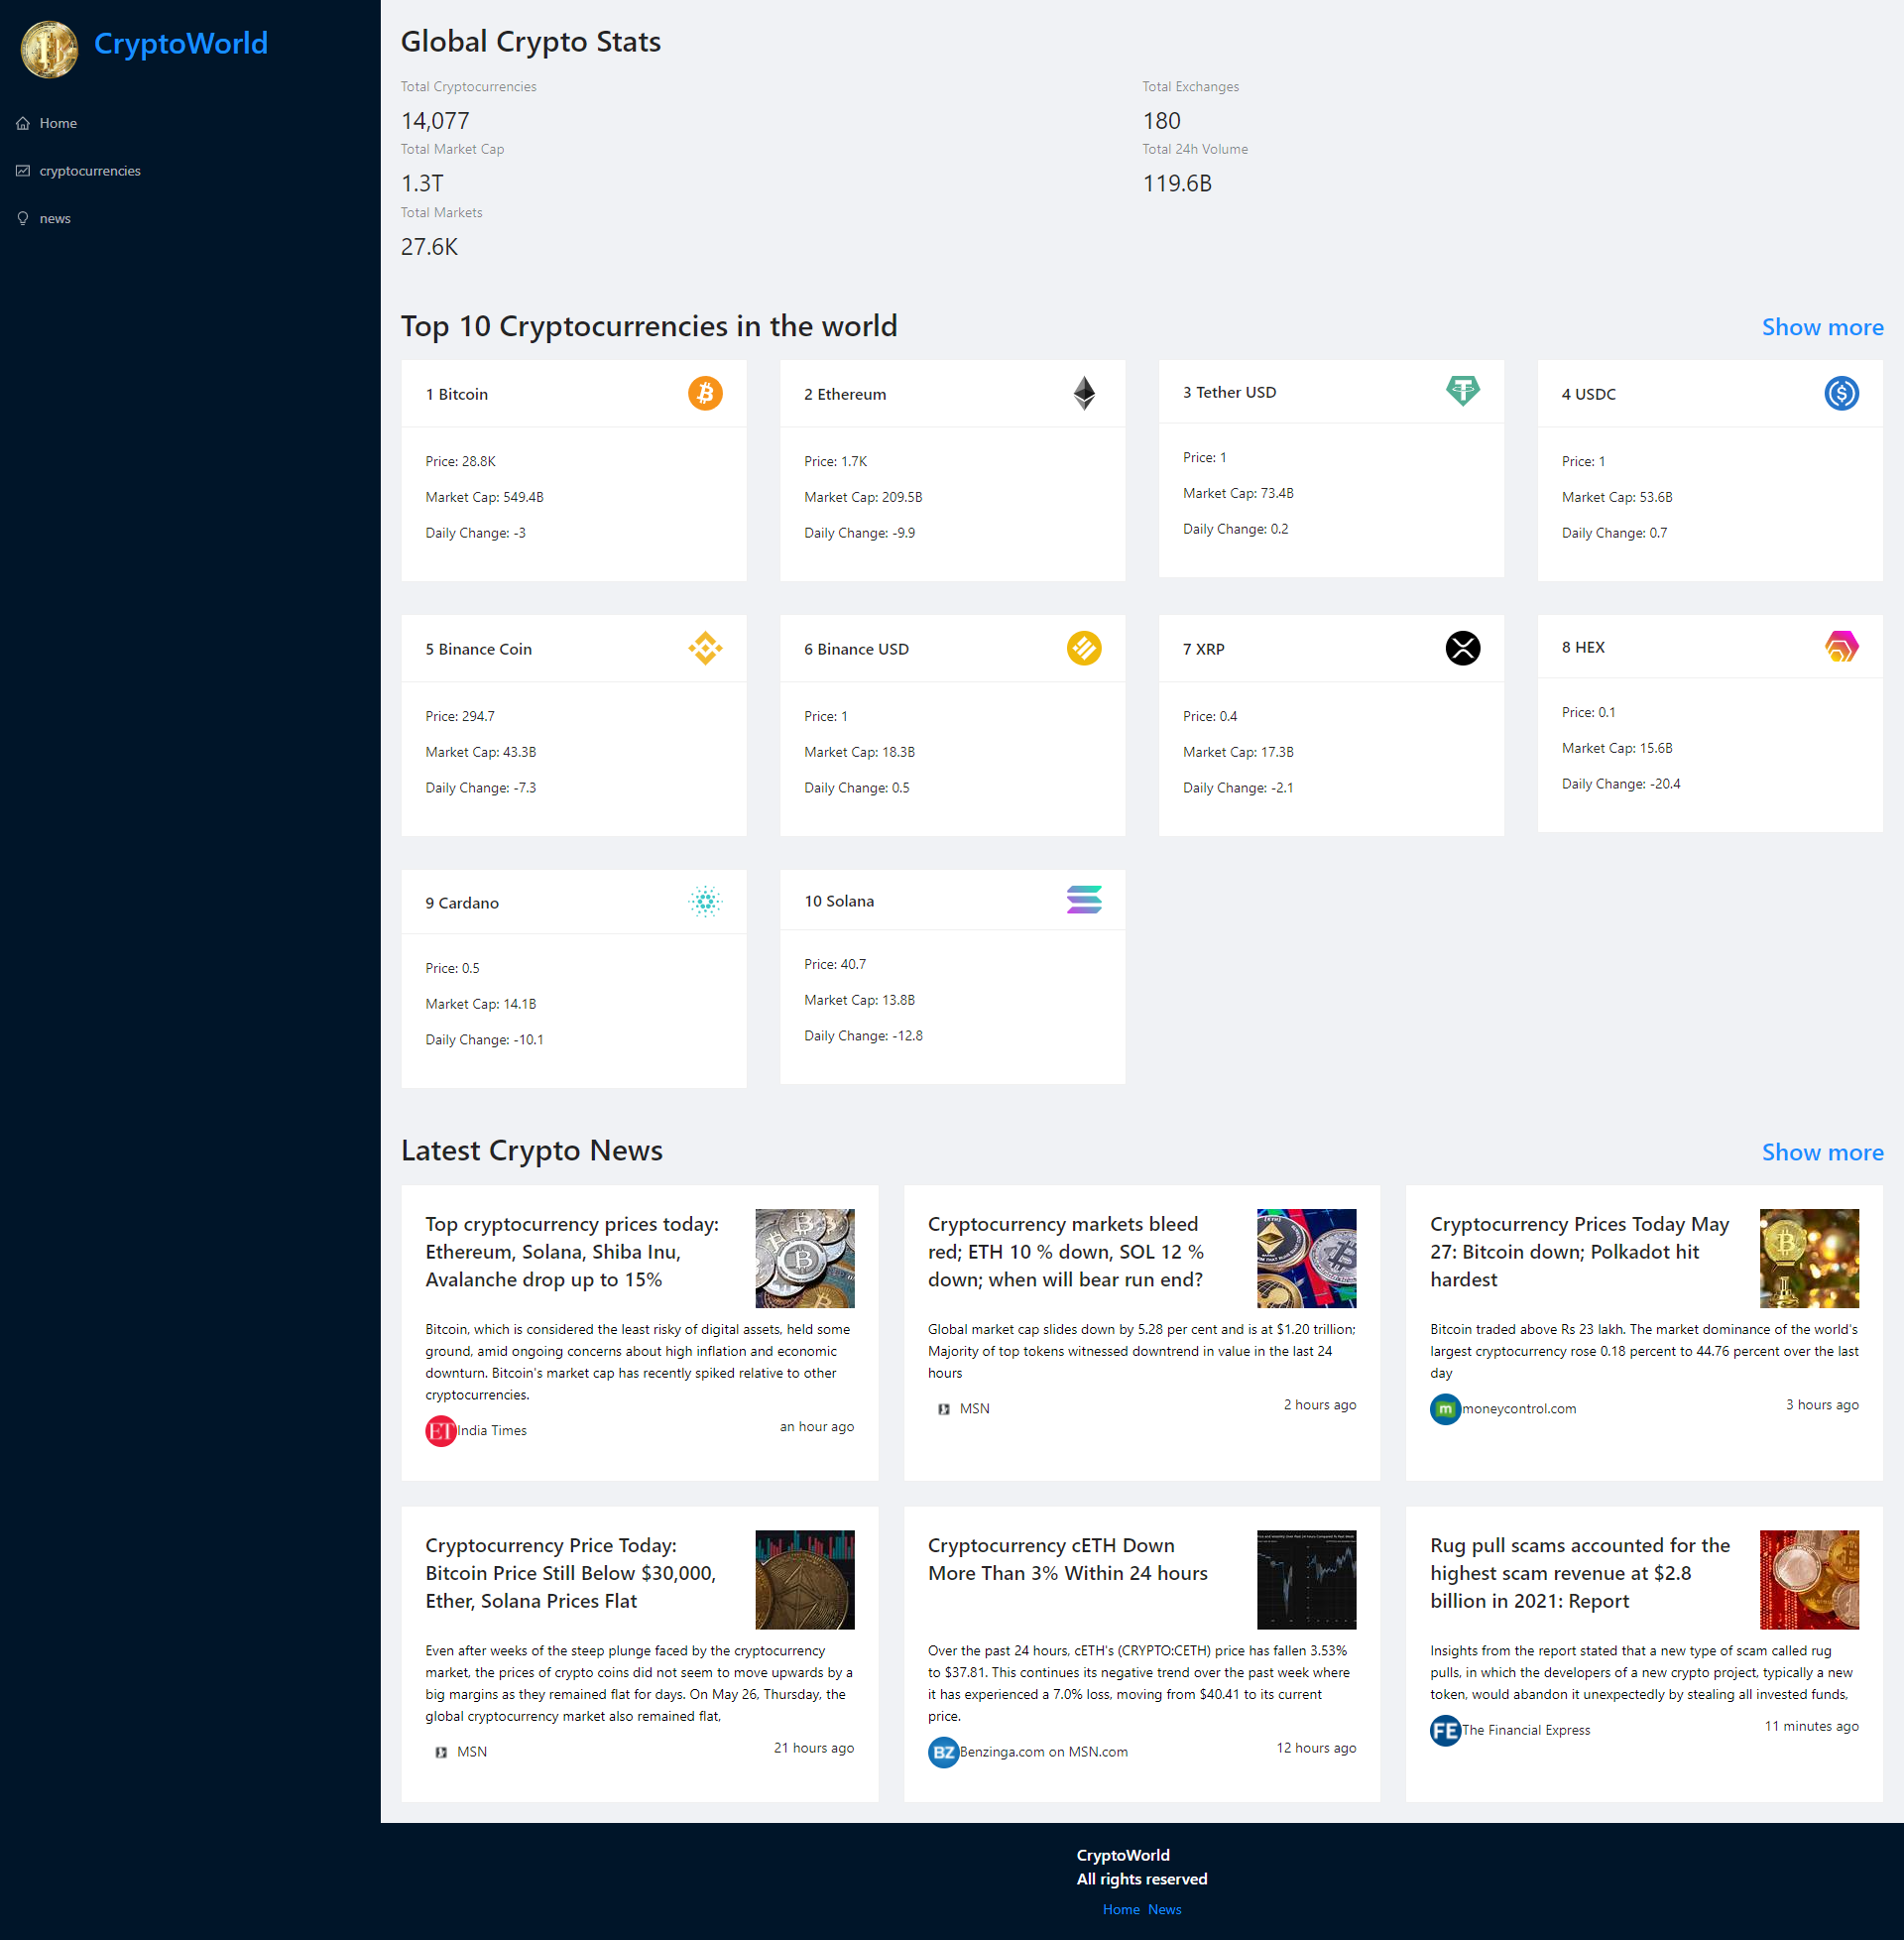 CryptoWorld
Home
cryptocurrencies
news
Global Crypto Stats
Total Cryptocurrencies
14,077
Total Exchanges
180
Total Market Cap
1.3T
Total 24h Volume
119.6B
Total Markets
27.6K
Top 10 Cryptocurrencies in the world
Show more
1 Bitcoin
Price: 28.8K
Market Cap: 549.4B
Daily Change: -3
2 Ethereum
Price: 1.7K
Market Cap: 209.5B
Daily Change: -9.9
3 Tether USD
Price: 1
Market Cap: 73.4B
Daily Change: 0.2
4 USDC
Price: 1
Market Cap: 53.6B
Daily Change: 0.7
5 Binance Coin
Price: 294.7
Market Cap: 43.3B
Daily Change: -7.3
6 Binance USD
Price: 1
Market Cap: 18.3B
Daily Change: 0.5
7 XRP
Price: 0.4
Market Cap: 17.3B
Daily Change: -2.1
8 HEX
Price: 0.1
Market Cap: 15.6B
Daily Change: -20.4
9 Cardano
Price: 0.5
Market Cap: 14.1B
Daily Change: -10.1
10 Solana
Price: 40.7
Market Cap: 13.8B
Daily Change: -12.8
Latest Crypto News
Show more
Top cryptocurrency prices today:
Ethereum, Solana, Shiba Inu,
Avalanche drop up to 15%
Bitcoin, which is considered the least risky of digital assets, held some
ground, amid ongoing concerns about high inflation and economic
downturn. Bitcoin's market cap has recently spiked relative to other
cryptocurrencies.
ET
India Times
an hour ago
Cryptocurrency markets bleed
red; ETH 10 % down, SOL 12 %
down; when will bear run end?
Global market cap slides down by 5.28 per cent and is at $1.20 trillion;
Majority of top tokens witnessed downtrend in value in the last 24
hours
MSN
2 hours ago
Cryptocurrency Prices Today May
27: Bitcoin down; Polkadot hit
hardest
Bitcoin traded above Rs 23 lakh. The market dominance of the world's
largest cryptocurrency rose 0.18 percent to 44.76 percent over the last
day
m
moneycontrol.com
3 hours ago
Cryptocurrency Price Today:
Bitcoin Price Still Below $30,000,
Ether, Solana Prices Flat
Even after weeks of the steep plunge faced by the cryptocurrency
market, the prices of crypto coins did not seem to move upwards by a
big margins as they remained flat for days. On May 26, Thursday, the
global cryptocurrency market also remained flat,
MSN
21 hours ago
Cryptocurrency cETH Down
More Than 3% Within 24 hours
Over the past 24 hours, cETH's (CRYPTO:CETH) price has fallen 3.53%
to $37.81. This continues its negative trend over the past week where
it has experienced a 7.0% loss, moving from $40.41 to its current
price.
BZ
Benzinga.com on MSN.com
12 hours ago
Rug pull scams accounted for the
highest scam revenue at $2.8
billion in 2021: Report
Insights from the report stated that a new type of scam called rug
pulls, in which the developers of a new crypto project, typically a new
token, would abandon it unexpectedly by stealing all invested funds,
FE
The Financial Express
11 minutes ago
CryptoWorld
All rights reserved
Home News